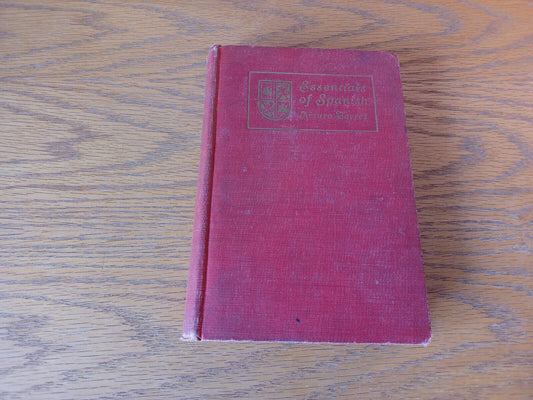 Essentials
of Spanish
Arturo Torres